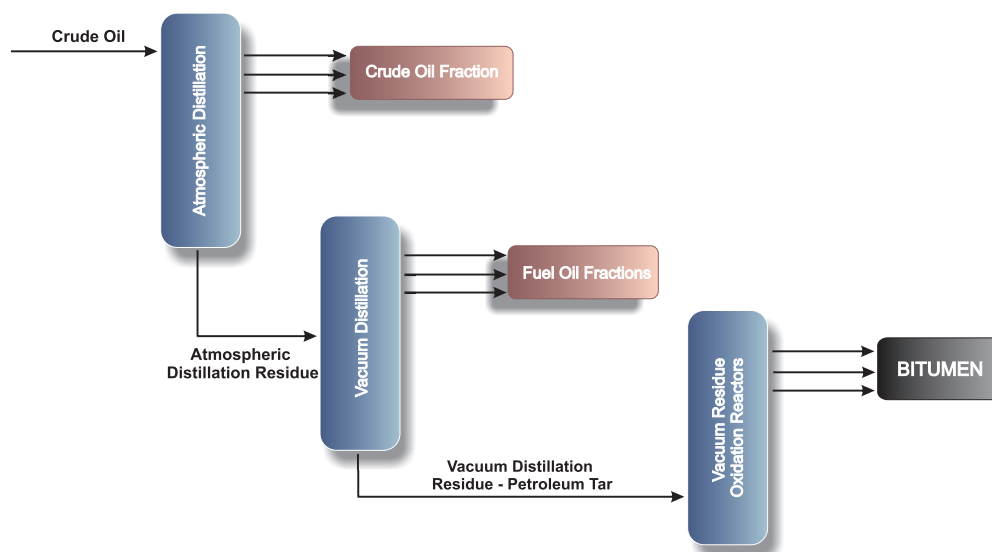 Crude Oil
Atmospheric Distillation
Crude Oil Fraction
Atmospheric
Distillation Residue
Vacuum Distillation
Fuel Oil Fractions
Vacuum Distillation
Residue - Petroleum Tar
Vacuum Residue
Oxidation Reactors
BITUMEN